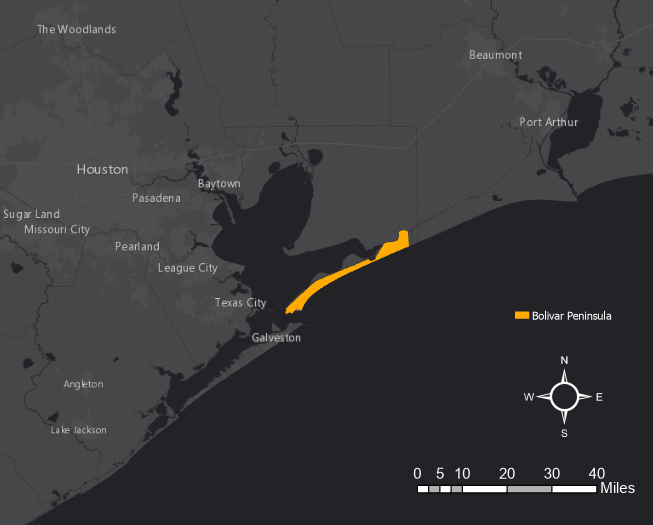 The Woodlands
Beaumont
Port Arthur
Houston
Baytown
Pasadena
Sugar Land
Missouri City
Pearland
League City
Texas City
Bolivar Peninsula
Galveston
N
Angleton
W E
Lake Jackson
S
0 5 10 20 30 40
Miles